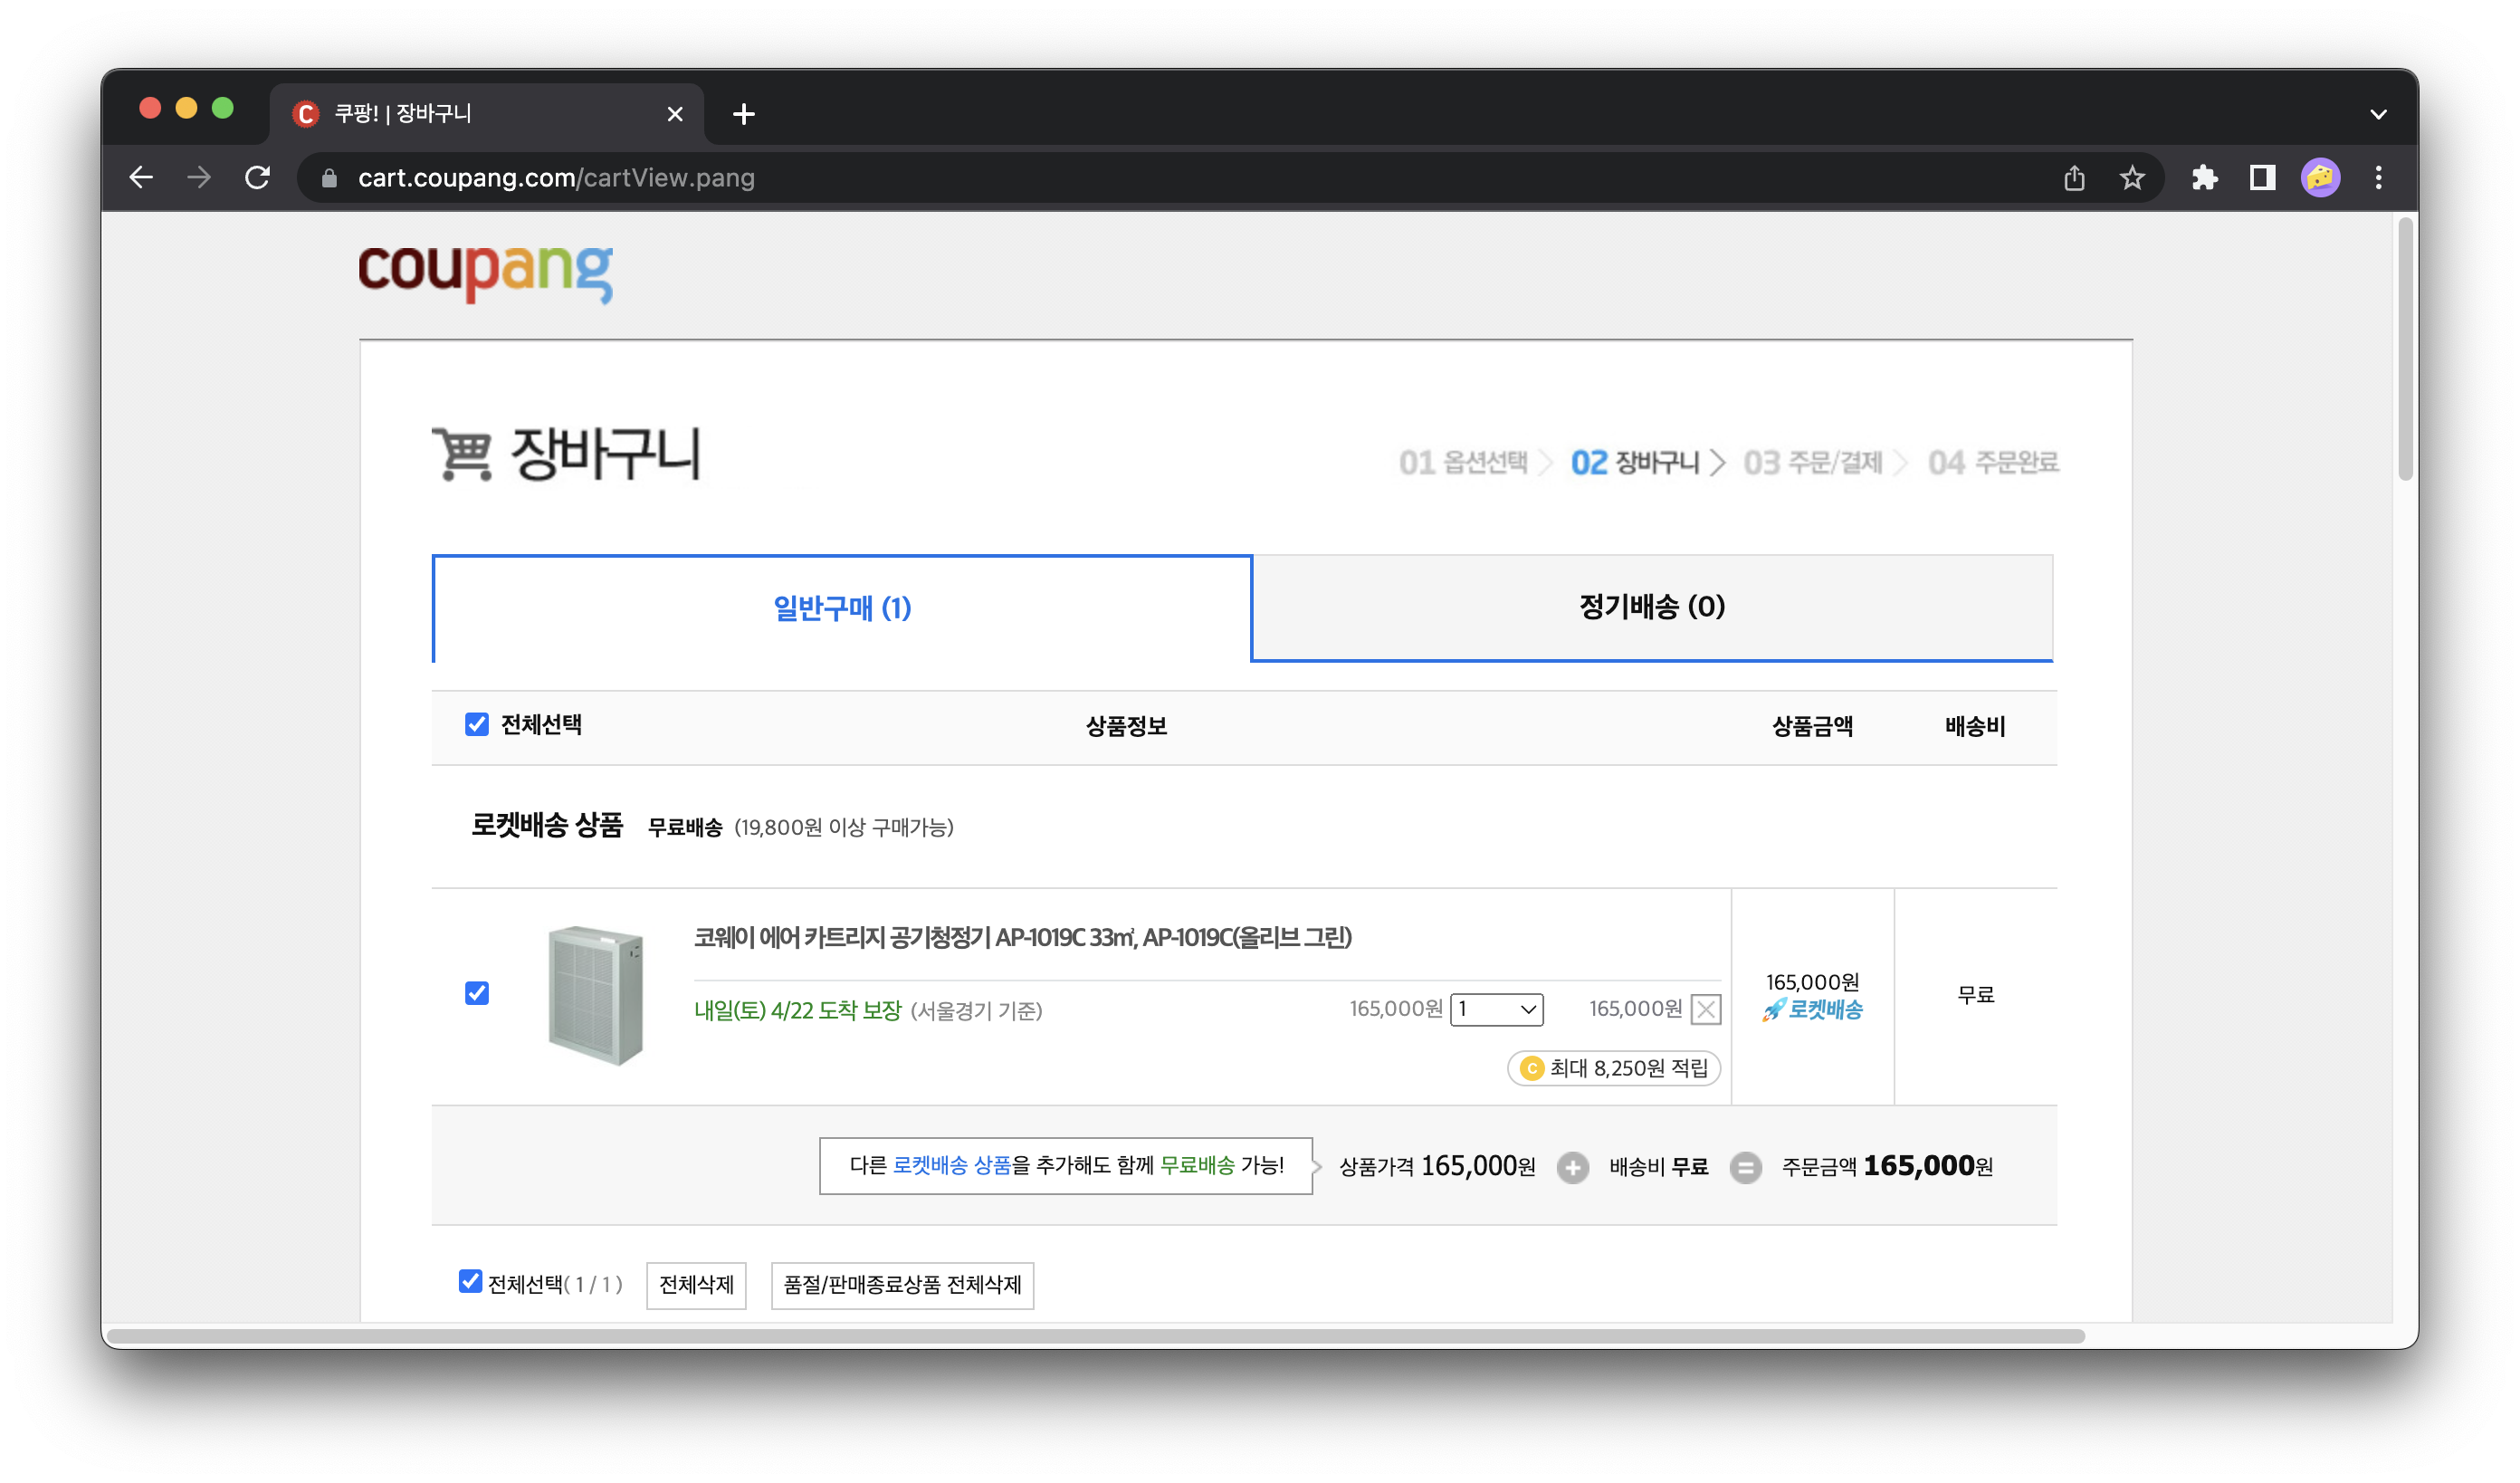 쿠팡! | 장바구니
cart.coupang.com/cartView.pang
coupang
장바구니
01 옵션선택 02 장바구니 03 주문/결제 04 주문완료
일반구매 (1) 정기배송 (0)
전체선택 상품정보 상품금액 배송비
로켓배송 상품 무료배송 (19,800원 이상 구매가능)
코웨이 에어 카트리지 공기청정기 AP-1019C 33㎡, AP-1019C(올리브 그린)
내일(토) 4/22 도착 보장 (서울경기 기준) 165,000원 1 165,000원
C 최대 8,250원 적립
165,000원
로켓배송
무료
다른 로켓배송 상품을 추가해도 함께 무료배송 가능! 상품가격 165,000원 + 배송비 무료 = 주문금액 165,000원
전체선택( 1 / 1 ) 전체삭제 품절/판매종료상품 전체삭제